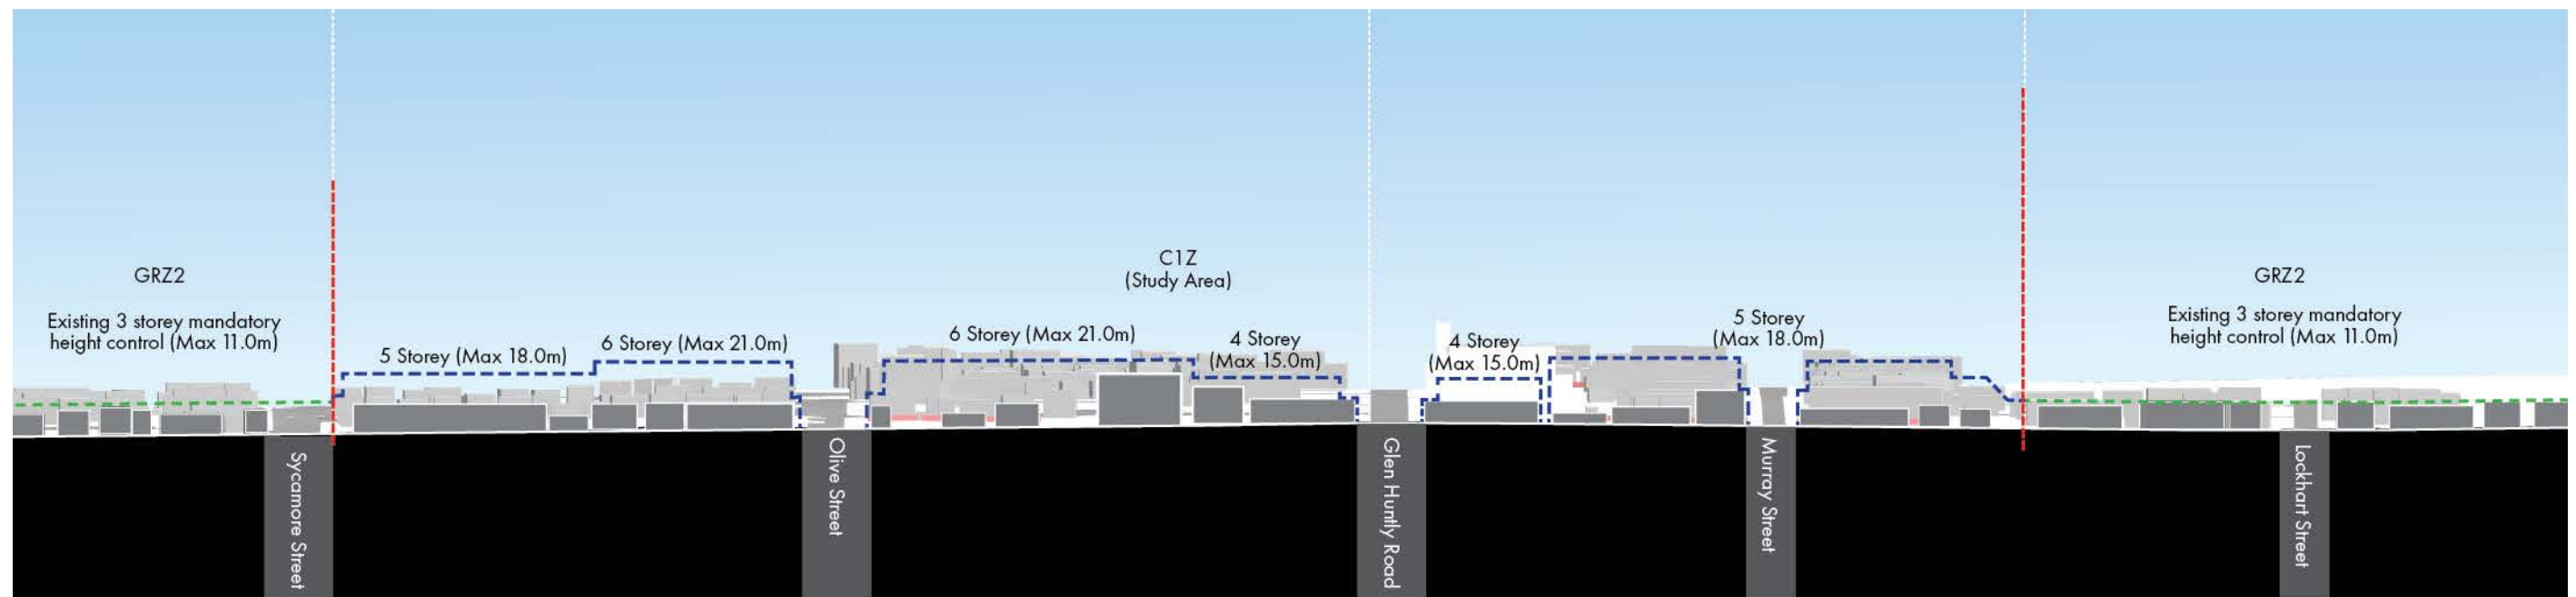 GRZ2
Existing 3 storey mandatory
height control (Max 11.0m)
5 Storey (Max 18.0m)
6 Storey (Max 21.0m)
C1Z
(Study Area)
6 Storey (Max 21.0m)
4 Storey
(Max 15.0m)
4 Storey
(Max 15.0m)
5 Storey
(Max 18.0m)
GRZ2
Existing 3 storey mandatory
height control (Max 11.0m)
Sycamore Street
Olive Street
Glen Huntly Road
Murray Street
Lockhart Street